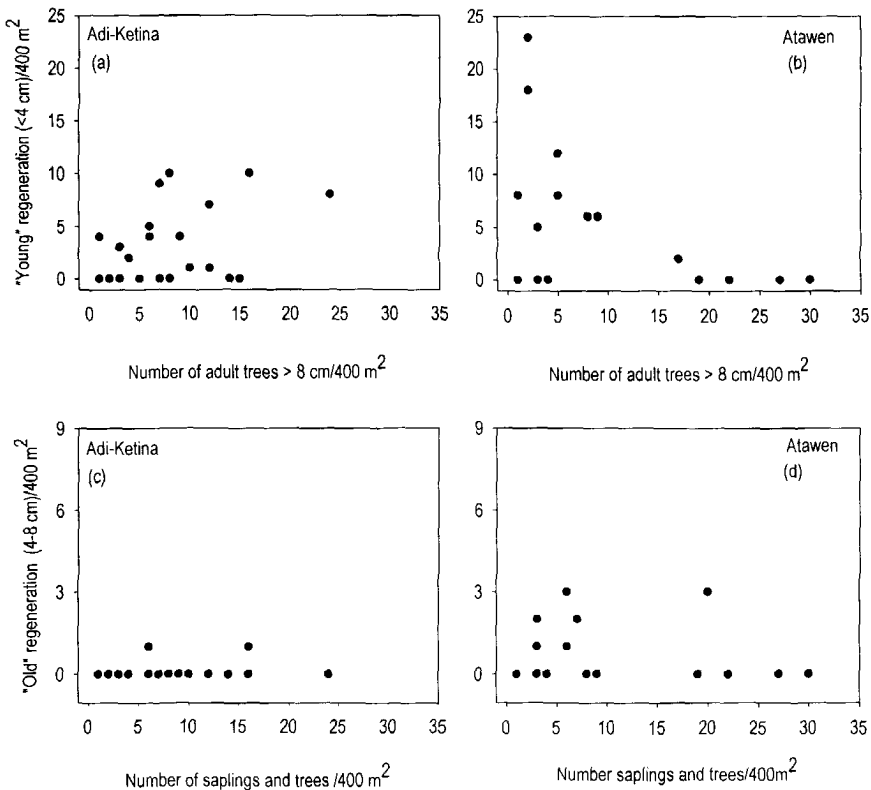 "Young" regeneration (<4 cm)/400 m²
25
20
15
10
5
0
Adi-Ketina
(a)
0 5 10 15 20 25 30 35
Number of adult trees > 8 cm/400 m²
25
20
15
10
5
0
Atawen
(b)
0 5 10 15 20 25 30 35
Number of adult trees > 8 cm/400 m²
"Old" regeneration (4-8 cm)/400 m²
9
6
3
0
Adi-Ketina
(c)
0 5 10 15 20 25 30 35
Number of saplings and trees /400 m²
9
6
3
0
Atawen
(d)
0 5 10 15 20 25 30 35
Number saplings and trees/400m²